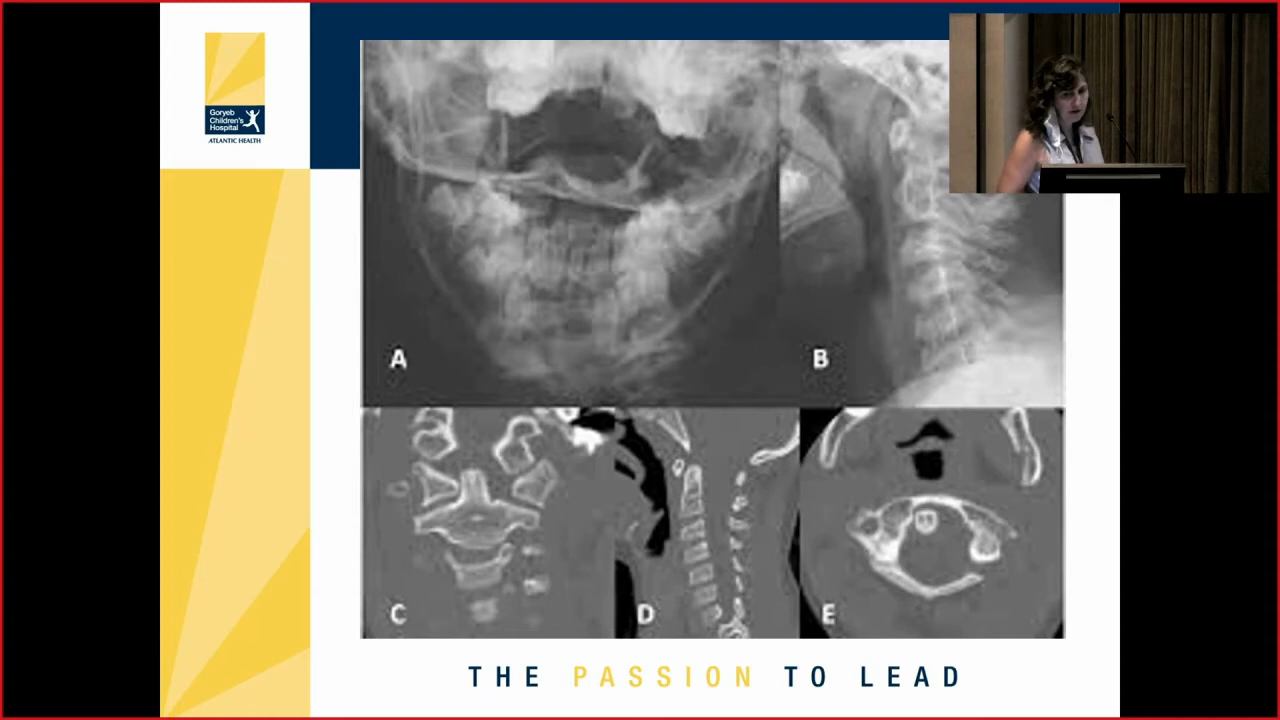 Goryeb
Children's
Hospital
ATLANTIC HEALTH
A
B
C
D
E
THE PASSION TO LEAD